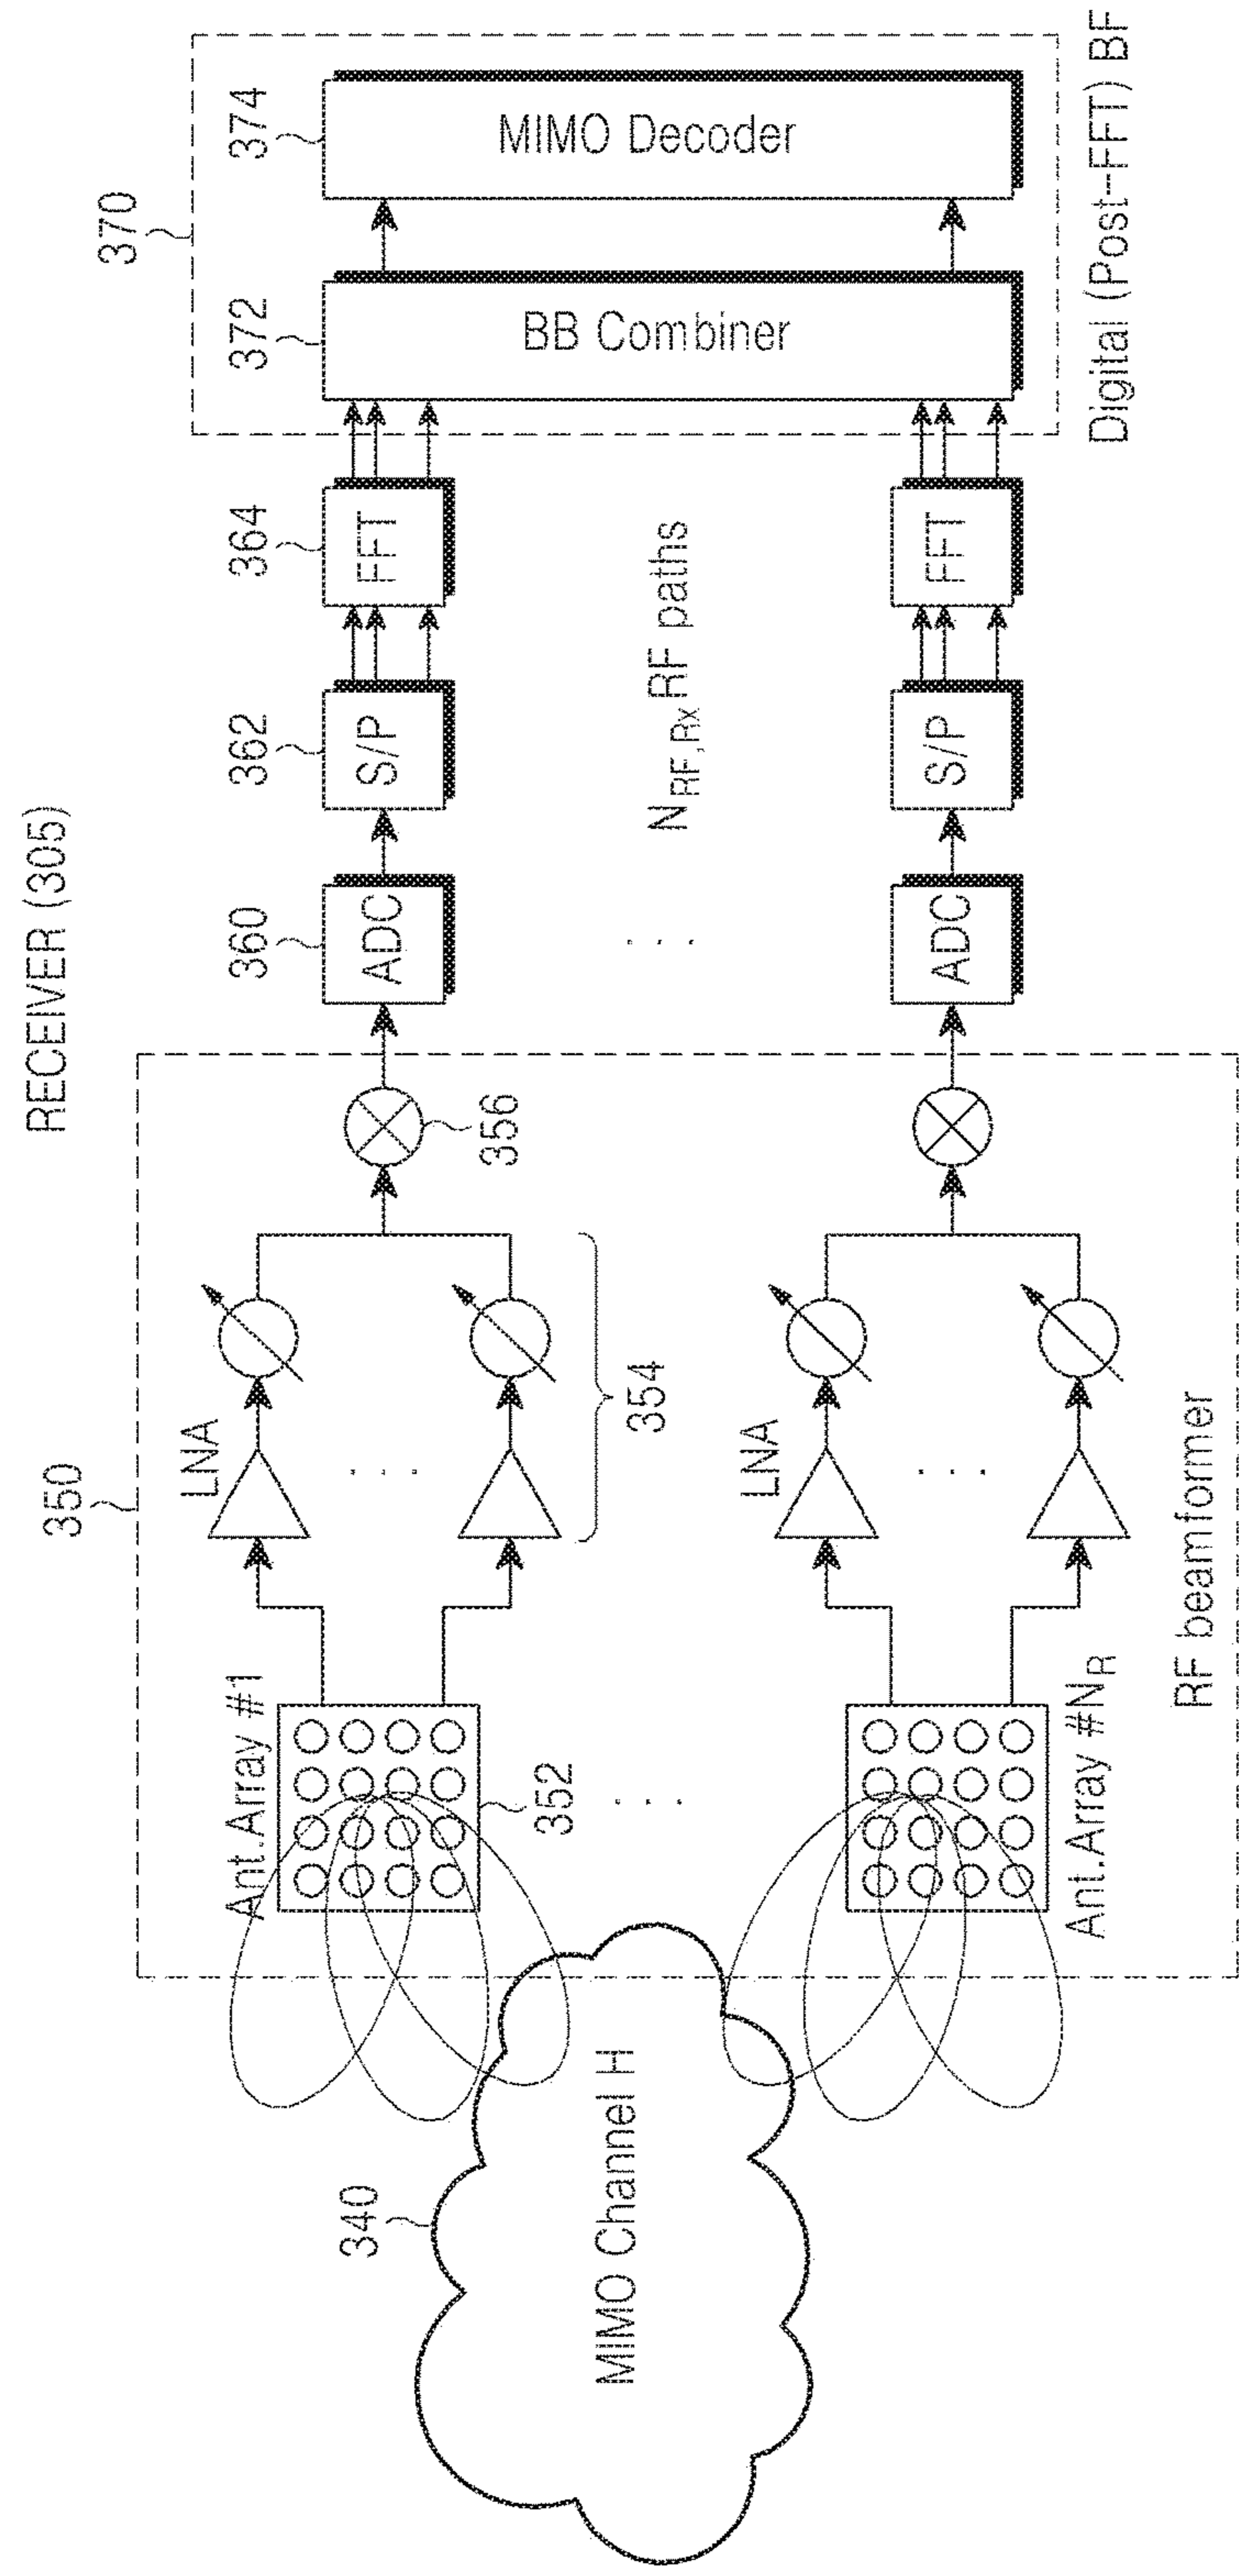 RECEIVER (305)
350
370
354
356
360
362
364
372
374
340
352
Ant.Array #1
LNA
ADC
S/P
FFT
BB Combiner
MIMO Decoder
MIMO Channel H
. . .
. . .
. . .
N_RF,Rx RF paths
LNA
. . .
ADC
S/P
FFT
Ant.Array #N_R
RF beamformer
Digital (Post-FFT) BF